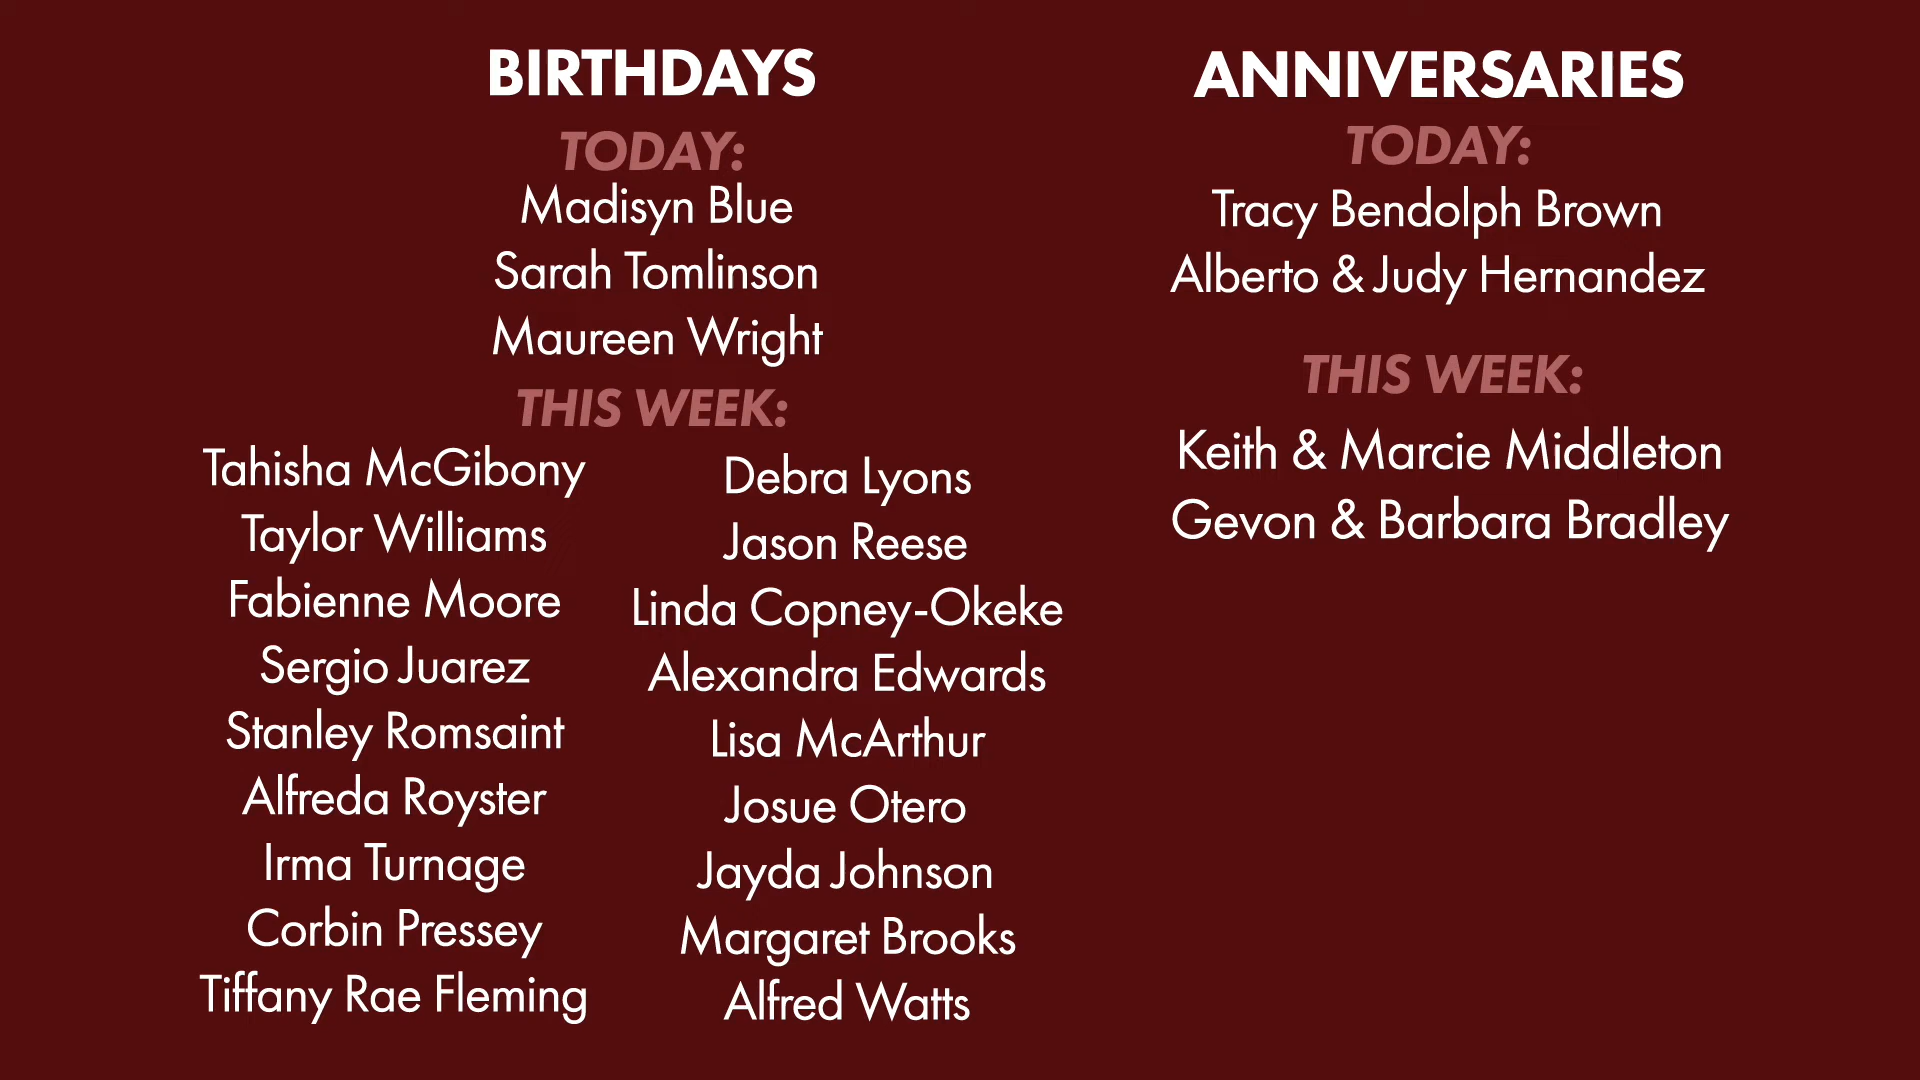 BIRTHDAYS
TODAY:
Madisyn Blue
Sarah Tomlinson
Maureen Wright
THIS WEEK:
Tahisha McGibony
Taylor Williams
Fabienne Moore
Sergio Juarez
Stanley Romsaint
Alfreda Royster
Irma Turnage
Corbin Pressey
Tiffany Rae Fleming
Debra Lyons
Jason Reese
Linda Copney-Okeke
Alexandra Edwards
Lisa McArthur
Josue Otero
Jayda Johnson
Margaret Brooks
Alfred Watts
ANNIVERSARIES
TODAY:
Tracy Bendolph Brown
Alberto & Judy Hernandez
THIS WEEK:
Keith & Marcie Middleton
Gevon & Barbara Bradley